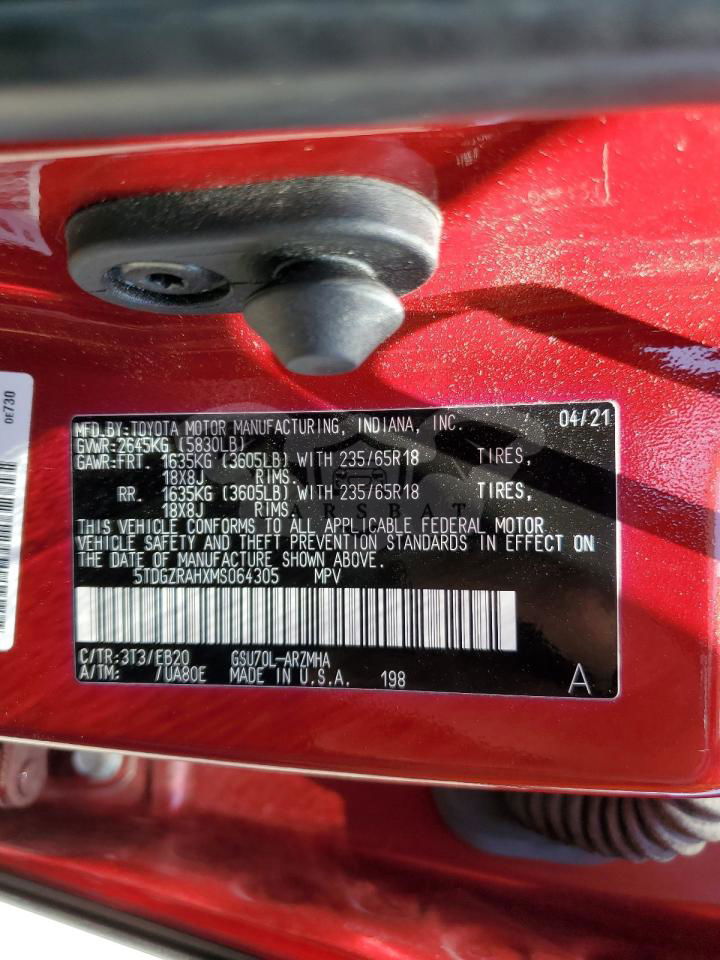 0E730
MFD.BY:TOYOTA MOTOR MANUFACTURING, INDIANA, INC. 04/21
GVWR:2645KG (5830LB)
GAWR:FRT. 1635KG (3605LB) WITH 235/65R18 TIRES,
18X8J RIMS.
RR. 1635KG (3605LB) WITH 235/65R18 TIRES,
18X8J RIMS.
THIS VEHICLE CONFORMS TO ALL APPLICABLE FEDERAL MOTOR
VEHICLE SAFETY AND THEFT PREVENTION STANDARDS IN EFFECT ON
THE DATE OF MANUFACTURE SHOWN ABOVE.
5TDGZRAHXMS064305 MPV
C/TR:3T3/EB20 GSU70L-ARZMHA
A/TM: /UA80E MADE IN U.S.A. 198 A